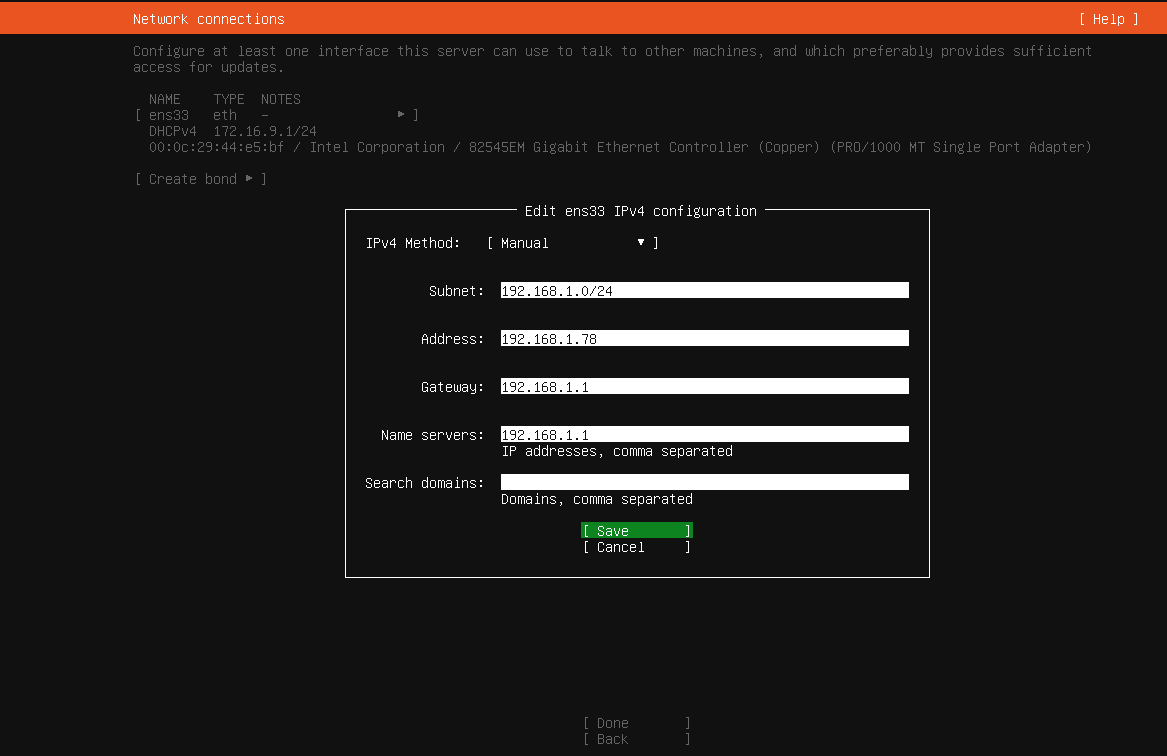 Network connections [ Help ]
Configure at least one interface this server can use to talk to other machines, and which preferably provides sufficient
access for updates.
NAME TYPE NOTES
[ ens33 eth - ▸ ]
DHCPv4 172.16.9.1/24
00:0c:29:44:e5:bf / Intel Corporation / 82545EM Gigabit Ethernet Controller (Copper) (PRO/1000 MT Single Port Adapter)
[ Create bond ▸ ]
Edit ens33 IPv4 configuration
IPv4 Method: [ Manual ▾ ]
Subnet: 192.168.1.0/24
Address: 192.168.1.78
Gateway: 192.168.1.1
Name servers: 192.168.1.1
IP addresses, comma separated
Search domains:
Domains, comma separated
[ Save ]
[ Cancel ]
[ Done ]
[ Back ]